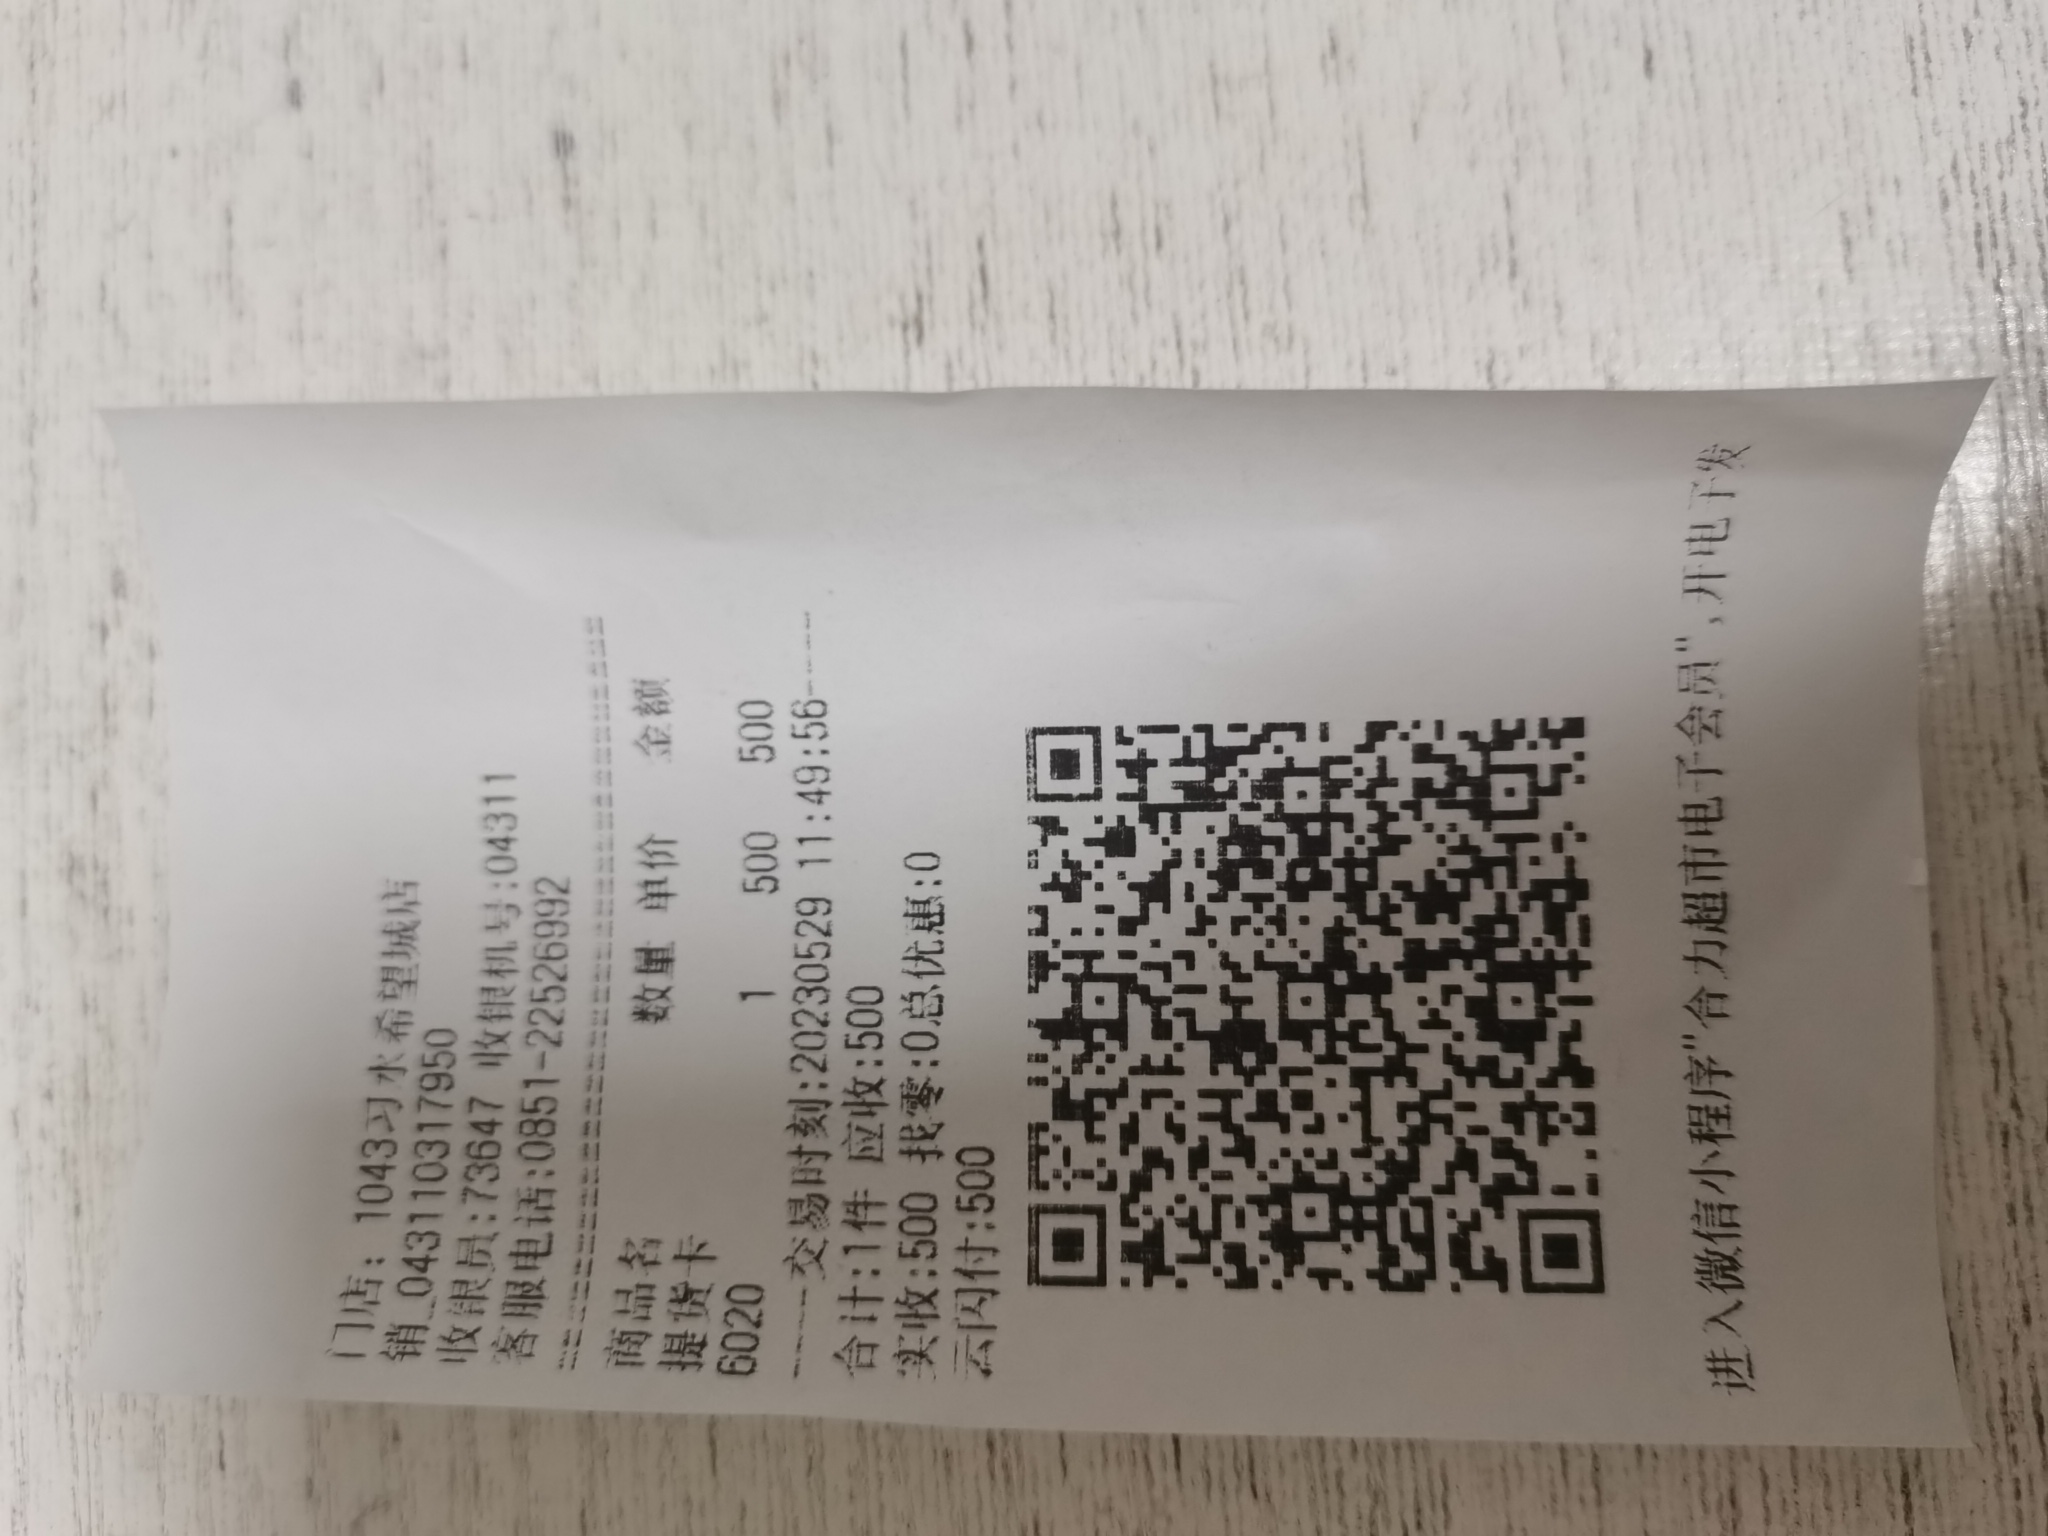 门店: 1043习水希望城店
销_0431103179​50
收银员:73647 收银机号:04311
客服电话:0851-22526992
商品名 数量 单价 金额
提货卡
6020 1 500 500
交易时刻:20230529 11:49:56
合计:1件 应收:500
实收:500 找零:0总优惠:0
云闪付:500
进入微信小程序"合力超市电子会员",开电子发